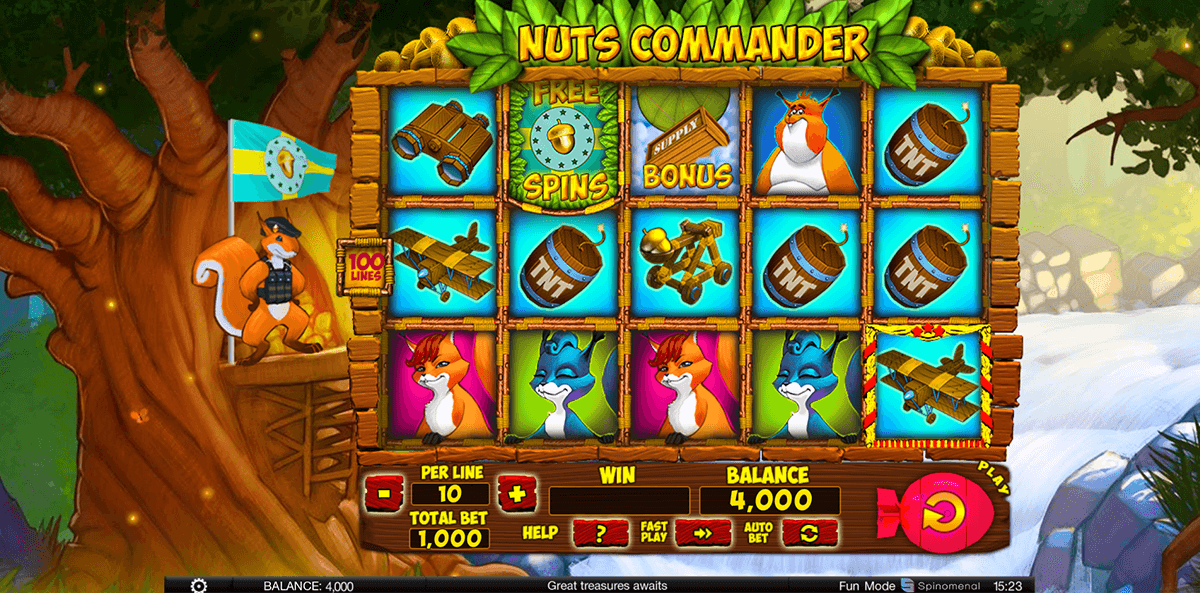 NUTS COMMANDER
FREE
SPINS
SUPPLY
BONUS
TNT
100
LINES
TNT
TNT
TNT
PER LINE
-
10
+
TOTAL BET
1,000
WIN
BALANCE
4,000
PLAY
HELP
?
FAST
PLAY
AUTO
BET
BALANCE: 4,000
Great treasures awaits
Fun Mode
Spinomenal
15:23